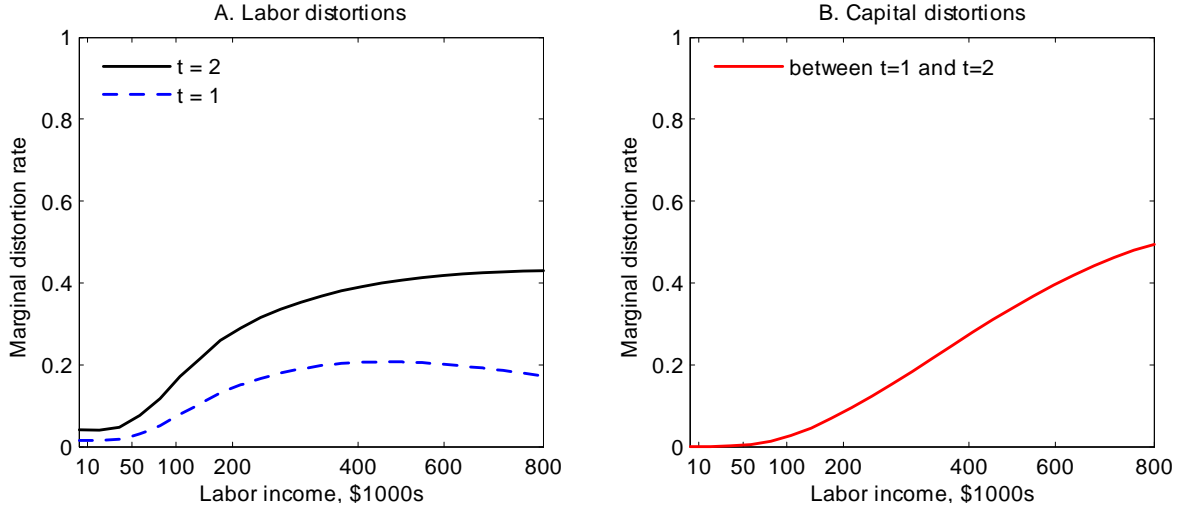 A. Labor distortions
1
0.8
0.6
0.4
0.2
0
Marginal distortion rate
t = 2
t = 1
10 50 100 200 400 600 800
Labor income, $1000s
B. Capital distortions
1
0.8
0.6
0.4
0.2
0
Marginal distortion rate
between t=1 and t=2
10 50 100 200 400 600 800
Labor income, $1000s